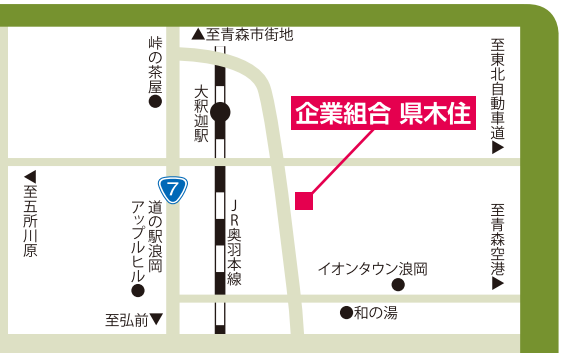 ▲至青森市街地
峠の茶屋
大釈迦駅
企業組合 県木住
至東北自動車道▶
◀至五所川原
7
道の駅浪岡
アップルヒル
JR奥羽本線
至青森空港▶
イオンタウン浪岡
和の湯
至弘前▼